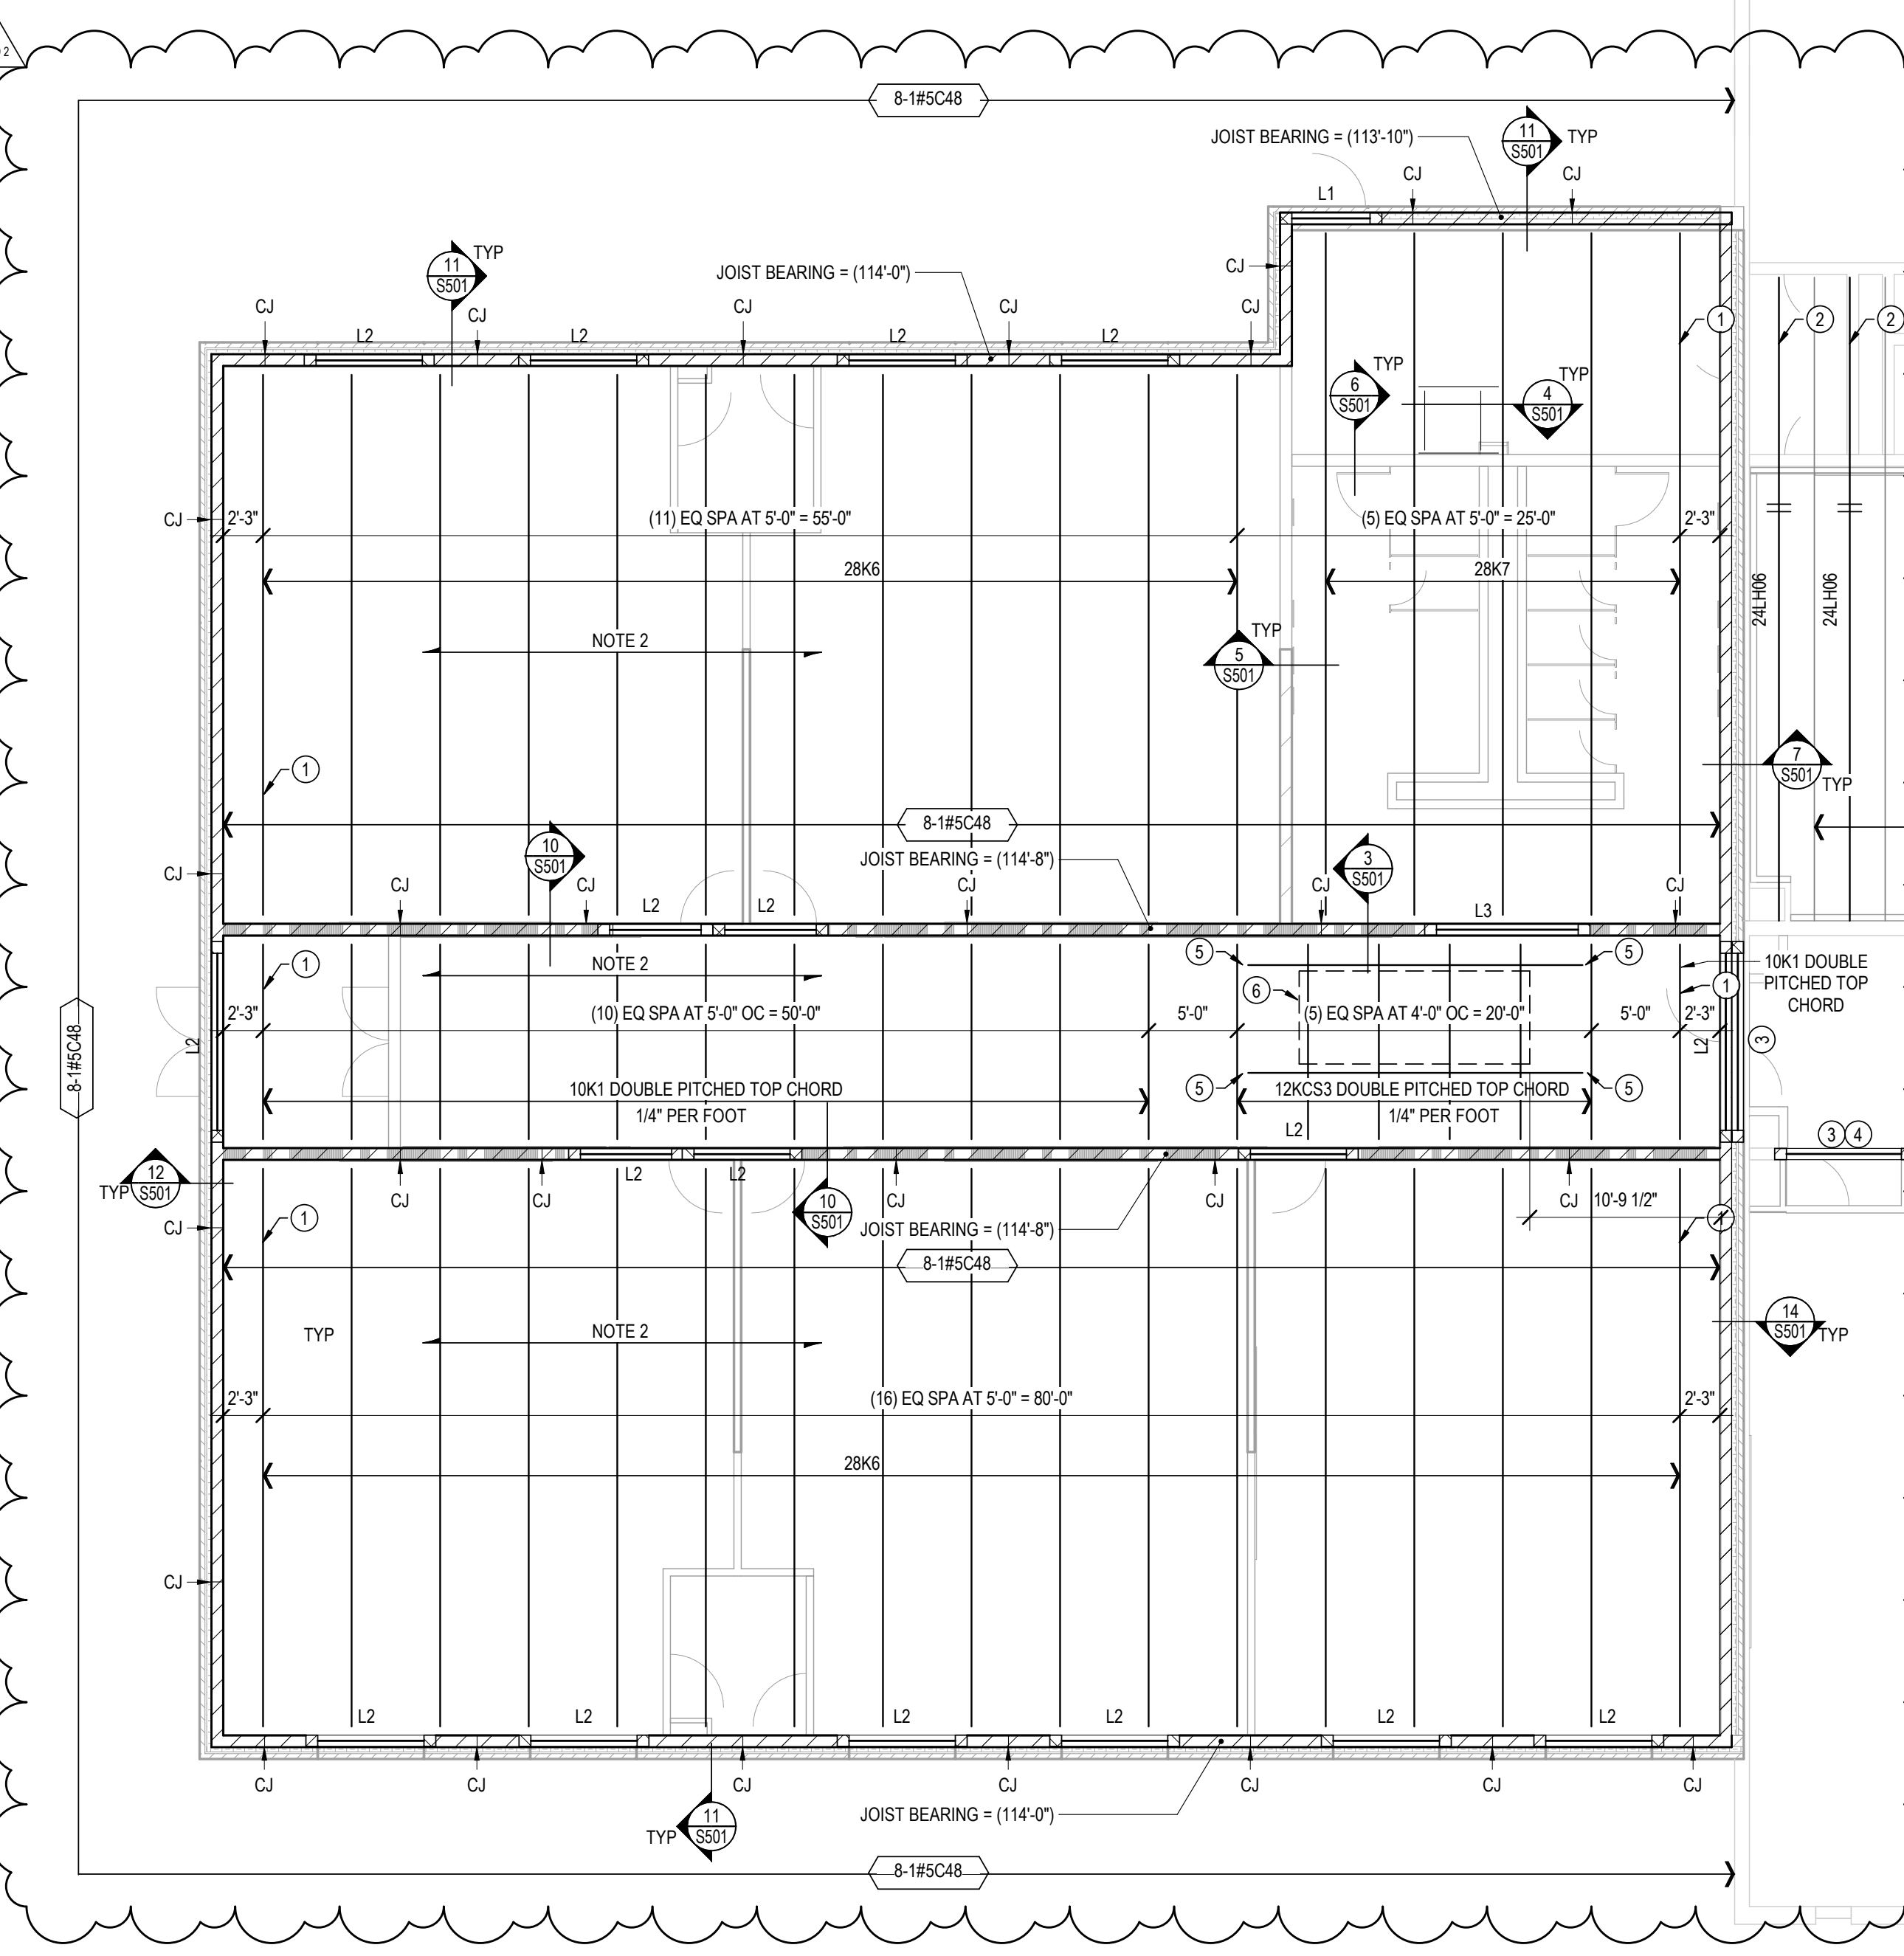 2
8-1#5C48
JOIST BEARING = (113'-10")
11
S501
TYP
CJ
CJ
L1
11
S501
TYP
JOIST BEARING = (114'-0")
CJ
CJ
L2
CJ
L2
CJ
L2
CJ
L2
CJ
1
2
2
6
S501
TYP
4
S501
TYP
CJ
2'-3"
(11) EQ SPA AT 5'-0" = 55'-0"
(5) EQ SPA AT 5'-0" = 25'-0"
2'-3"
28K6
28K7
24LH06
24LH06
NOTE 2
5
S501
TYP
1
7
S501
TYP
8-1#5C48
10
S501
JOIST BEARING = (114'-8")
3
S501
CJ
CJ
CJ
L2
L2
CJ
CJ
L3
CJ
1
NOTE 2
5
5
10K1 DOUBLE
PITCHED TOP
CHORD
6
1
2'-3"
(10) EQ SPA AT 5'-0" OC = 50'-0"
5'-0"
(5) EQ SPA AT 4'-0" OC = 20'-0"
5'-0"
2'-3"
L2
L2
3
8-1#5C48
10K1 DOUBLE PITCHED TOP CHORD
1/4" PER FOOT
5
12KCS3 DOUBLE PITCHED TOP CHORD
1/4" PER FOOT
5
L2
3
4
12
S501
TYP
L2
L2
CJ
CJ
CJ
CJ
CJ
10'-9 1/2"
CJ
1
10
S501
JOIST BEARING = (114'-8")
1
8-1#5C48
TYP
NOTE 2
14
S501
TYP
2'-3"
(16) EQ SPA AT 5'-0" = 80'-0"
2'-3"
28K6
CJ
L2
L2
L2
L2
L2
L2
CJ
CJ
CJ
CJ
CJ
CJ
CJ
11
S501
TYP
JOIST BEARING = (114'-0")
8-1#5C48